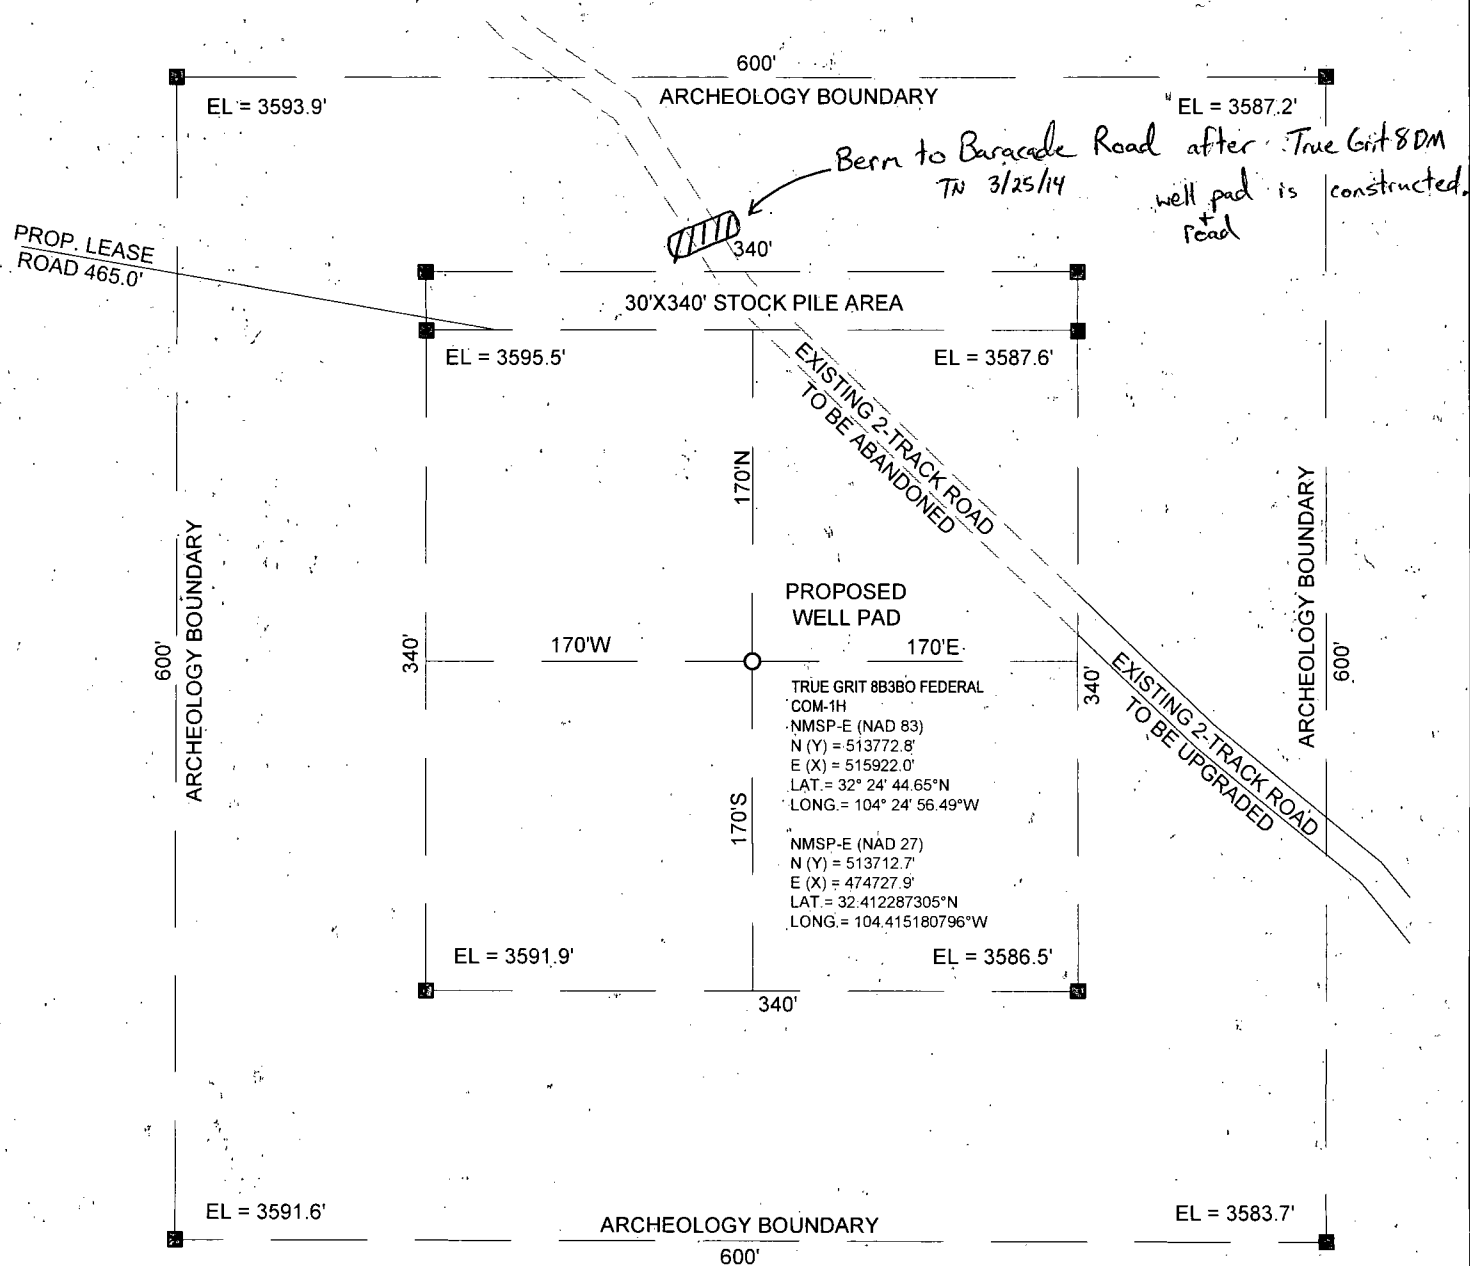 600'
ARCHEOLOGY BOUNDARY
EL = 3593.9'
EL = 3587.2'
Berm to Baracade Road after True Grit 8 DM
TN 3/25/14
well pad is constructed.
+
road
PROP. LEASE
ROAD 465.0'
340'
30'X340' STOCK PILE AREA
EL = 3595.5'
EL = 3587.6'
EXISTING 2-TRACK ROAD
TO BE ABANDONED
170'N
PROPOSED
WELL PAD
600'
ARCHEOLOGY BOUNDARY
340'
170'W
170'E
340'
EXISTING 2-TRACK ROAD
TO BE UPGRADED
ARCHEOLOGY BOUNDARY
600'
TRUE GRIT 8B3BO FEDERAL
COM-1H
NMSP-E (NAD 83)
N (Y) = 513772.8'
E (X) = 515922.0'
LAT.= 32° 24' 44.65"N
LONG.= 104° 24' 56.49"W
170'S
NMSP-E (NAD 27)
N (Y) = 513712.7'
E (X) = 474727.9'
LAT.= 32.412287305°N
LONG.= 104.415180796°W
EL = 3591.9'
EL = 3586.5'
340'
EL = 3591.6'
EL = 3583.7'
ARCHEOLOGY BOUNDARY
600'